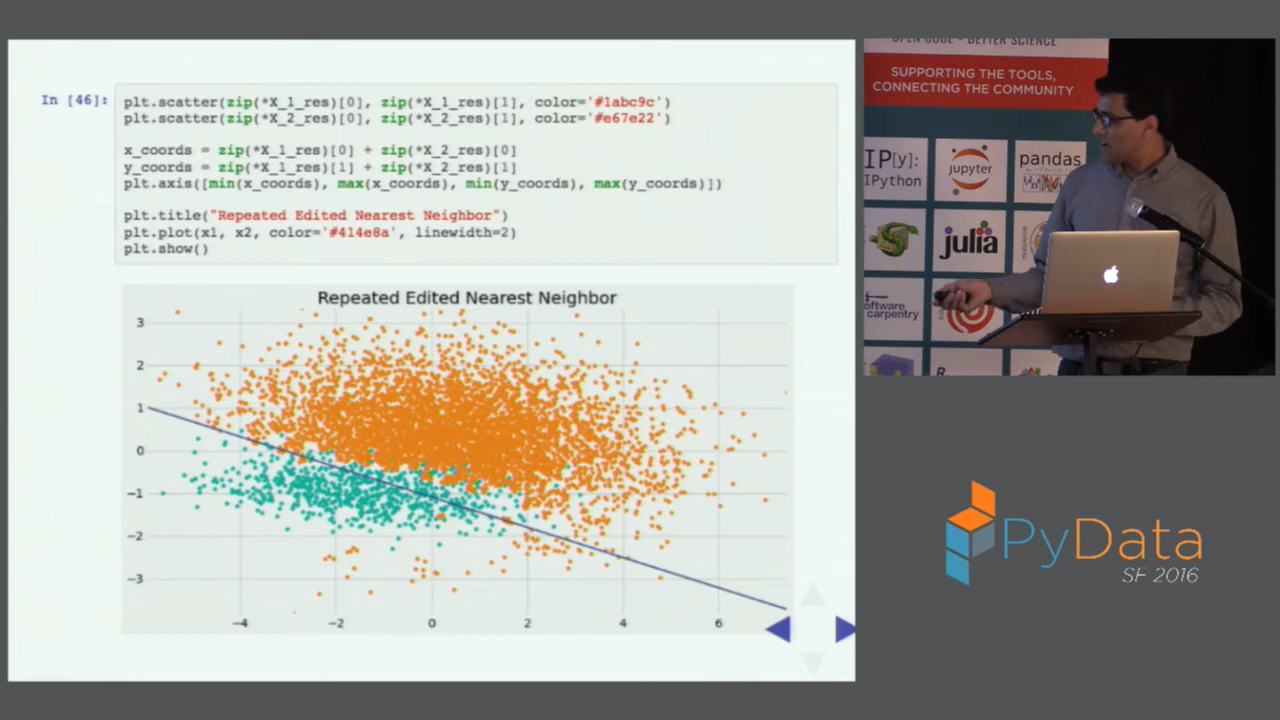 In [46]:
plt.scatter(zip(*X_1_res)[0], zip(*X_1_res)[1], color='#1abc9c')
plt.scatter(zip(*X_2_res)[0], zip(*X_2_res)[1], color='#e67e22')
x_coords = zip(*X_1_res)[0] + zip(*X_2_res)[0]
y_coords = zip(*X_1_res)[1] + zip(*X_2_res)[1]
plt.axis([min(x_coords), max(x_coords), min(y_coords), max(y_coords)])
plt.title("Repeated Edited Nearest Neighbor")
plt.plot(x1, x2, color='#414e8a', linewidth=2)
plt.show()
Repeated Edited Nearest Neighbor
3
2
1
0
−1
−2
−3
−4 −2 0 2 4 6
OPEN CODE - BETTER SCIENCE
SUPPORTING THE TOOLS,
CONNECTING THE COMMUNITY
IP[y]:
IPython
jupyter
pandas
julia
software
carpentry
R
PyData
SF 2016